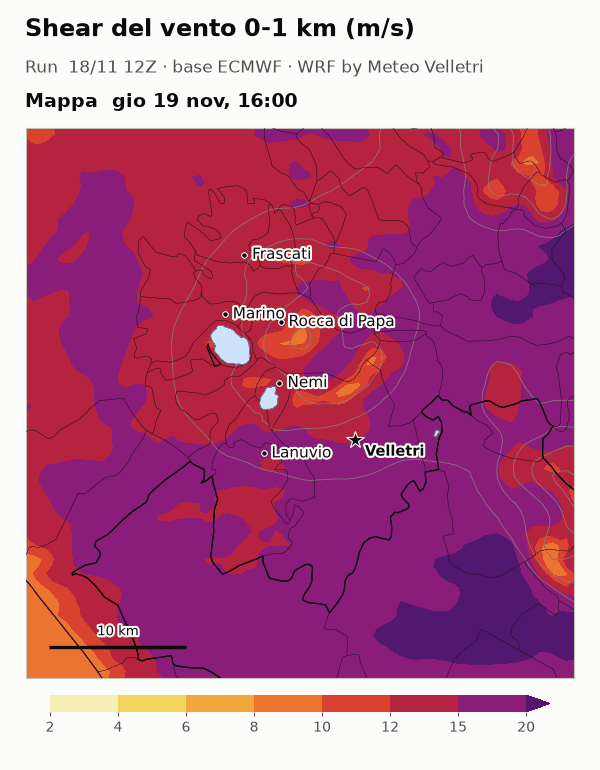 Shear del vento 0-1 km (m/s)
Run 18/11 12Z · base ECMWF · WRF by Meteo Velletri
Mappa gio 19 nov, 16:00
Frascati
Marino
Rocca di Papa
Nemi
Velletri
Lanuvio
10 km
2 4 6 8 10 12 15 20